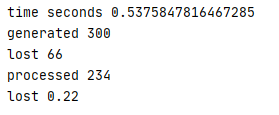 time seconds 0.5375847816467285
generated 300
lost 66
processed 234
lost 0.22